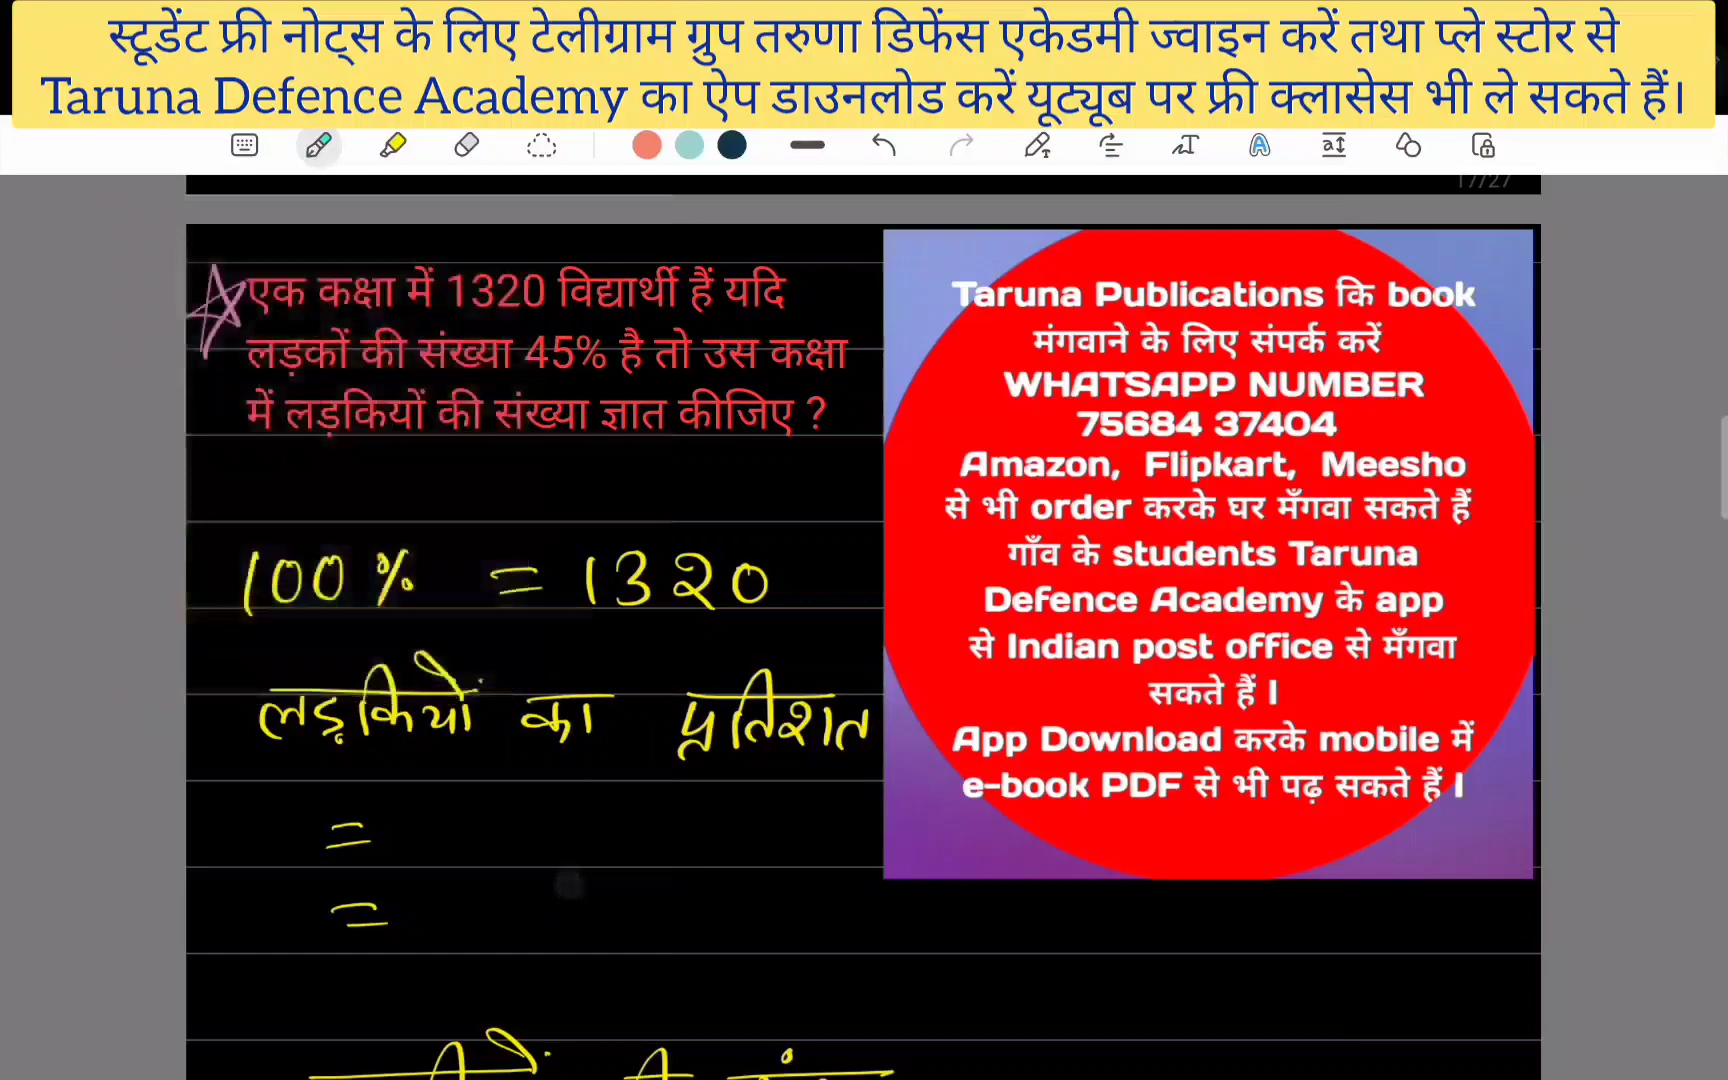 स्टूडेंट फ्री नोट्स के लिए टेलीग्राम ग्रुप तरुणा डिफेंस एकेडमी ज्वाइन करें तथा प्ले स्टोर से
Taruna Defence Academy का ऐप डाउनलोड करें यूट्यूब पर फ्री क्लासेस भी ले सकते हैं।
17/27
एक कक्षा में 1320 विद्यार्थी हैं यदि
लड़कों की संख्या 45% है तो उस कक्षा
में लड़कियों की संख्या ज्ञात कीजिए ?
100 % = 13२0
लड़कियों का प्रतिशत
=
=
Taruna Publications कि book
मंगवाने के लिए संपर्क करें
WHATSAPP NUMBER
75684 37404
Amazon, Flipkart, Meesho
से भी order करके घर मँगवा सकते हैं
गाँव के students Taruna
Defence Academy के app
से Indian post office से मँगवा
सकते हैं I
App Download करके mobile में
e-book PDF से भी पढ़ सकते हैं I